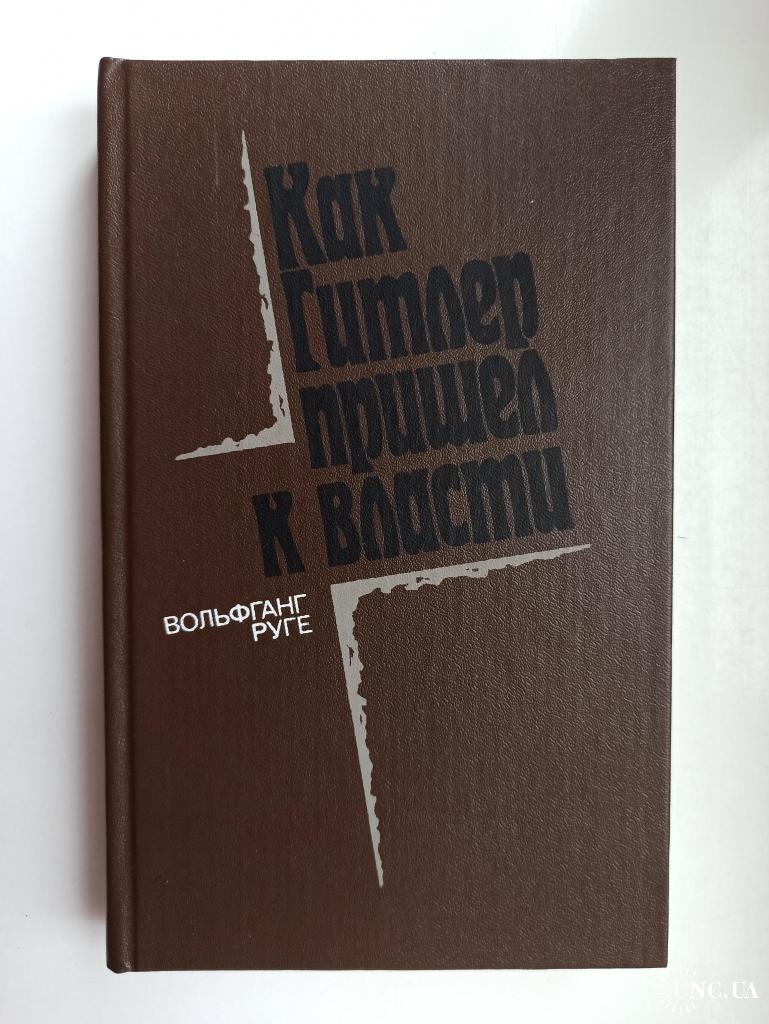 Как
Гитлер
пришел
к власти
ВОЛЬФГАНГ
РУГЕ
UNC.UA